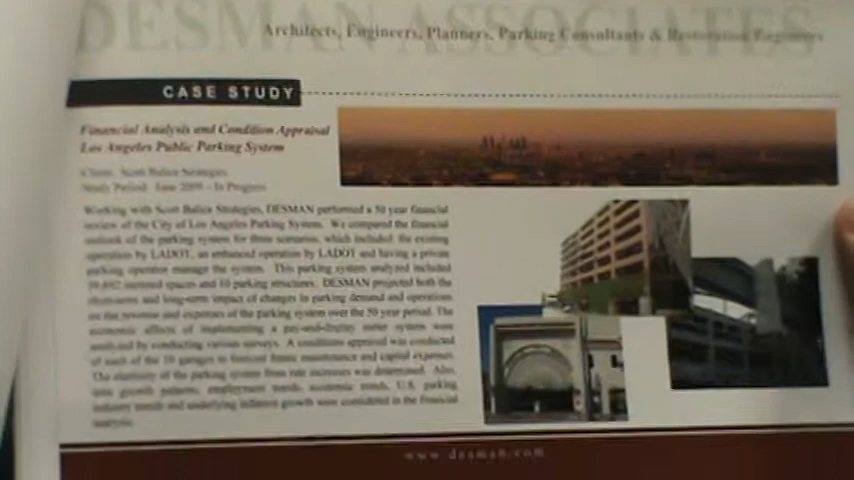 DESMAN ASSOCIATES
Architects, Engineers, Planners, Parking Consultants & Restoration Engineers
CASE STUDY
Financial Analysis and Condition Appraisal
Los Angeles Public Parking System
Client: Scott Balice Strategies
Study Period: June 2009 – In Progress
Working with Scott Balice Strategies, DESMAN performed a 50 year financial
review of the City of Los Angeles Parking System. We compared the financial
outlook of the parking system for three scenarios, which included: the existing
operation by LADOT, an enhanced operation by LADOT and having a private
parking operator manage the system. This parking system analyzed included
metered spaces and 10 parking structures. DESMAN projected both the
short-term and long-term impact of changes in parking demand and operations
on the revenue and expenses of the parking system over the 50 year period. The
economic effects of implementing a pay-and-display meter system were
analyzed by conducting various surveys. A conditions appraisal was conducted
of each of the 10 garages to forecast future maintenance and capital expenses.
The elasticity of the parking system from rate increases was determined. Also,
growth patterns, employment trends, economic trends, U.S. parking
industry trends and underlying inflation growth were considered in the financial
analysis.
www.desman.com